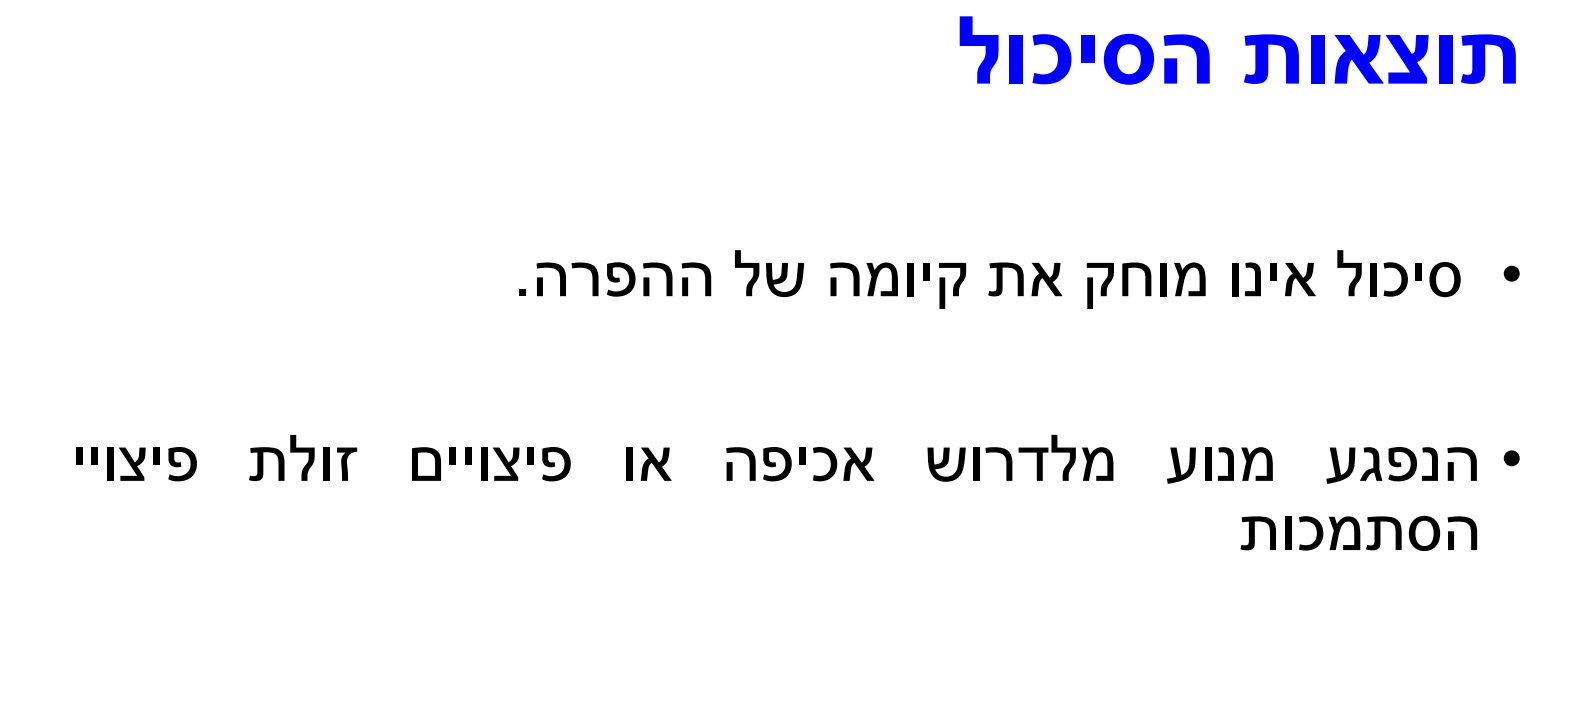 תוצאות הסיכול
• סיכול אינו מוחק את קיומה של ההפרה.
• הנפגע מנוע מלדרוש אכיפה או פיצויים זולת פיצויי
הסתמכות